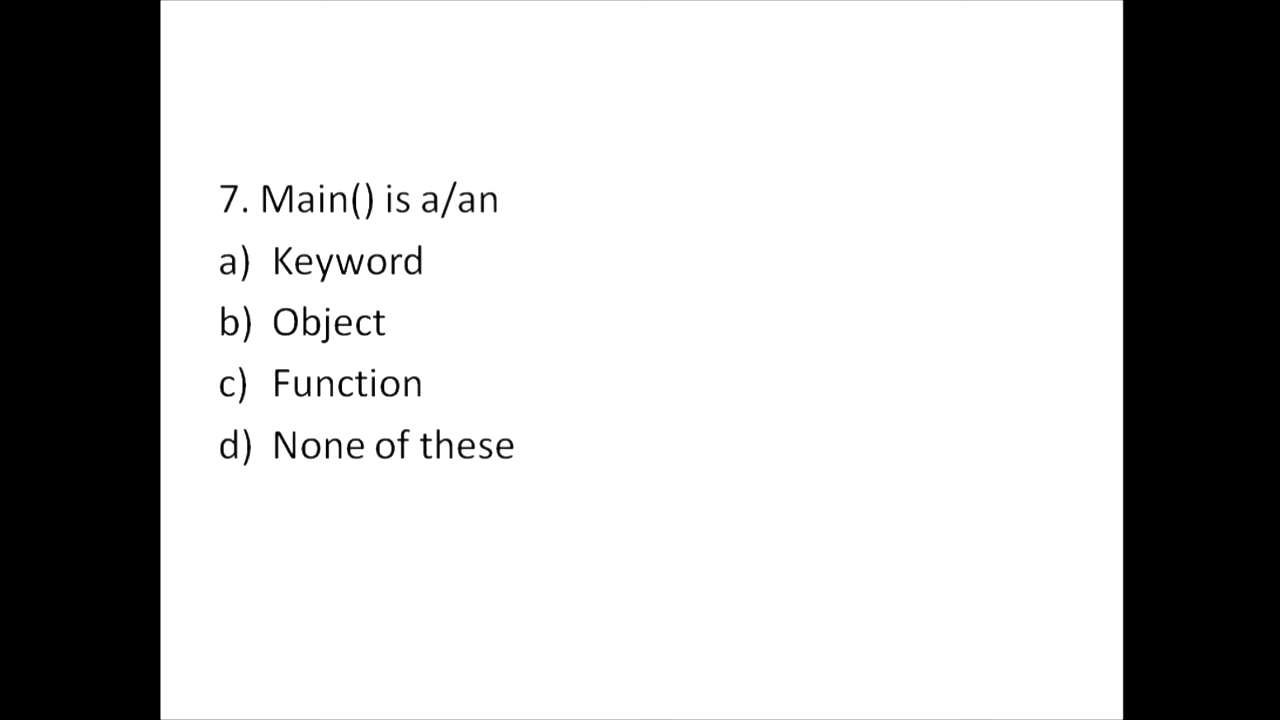 7. Main() is a/an
a) Keyword
b) Object
c) Function
d) None of these